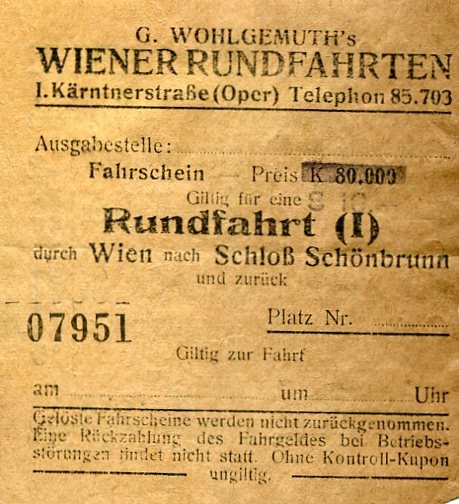 G. WOHLGEMUTH's
WIENER RUNDFAHRTEN
I. Kärntnerstraße (Oper) Telephon 85.703
Ausgabestelle:
Fahrschein — Preis K 80.000
Giltig für eine S 10.—
Rundfahrt (I)
durch Wien nach Schloß Schönbrunn
und zurück
07951
Platz Nr.
Giltig zur Fahrt
am um Uhr
Gelöste Fahrscheine werden nicht zurückgenommen.
Eine Rückzahlung des Fahrgeldes bei Betriebs-
störungen findet nicht statt. Ohne Kontroll-Kupon
ungiltig.